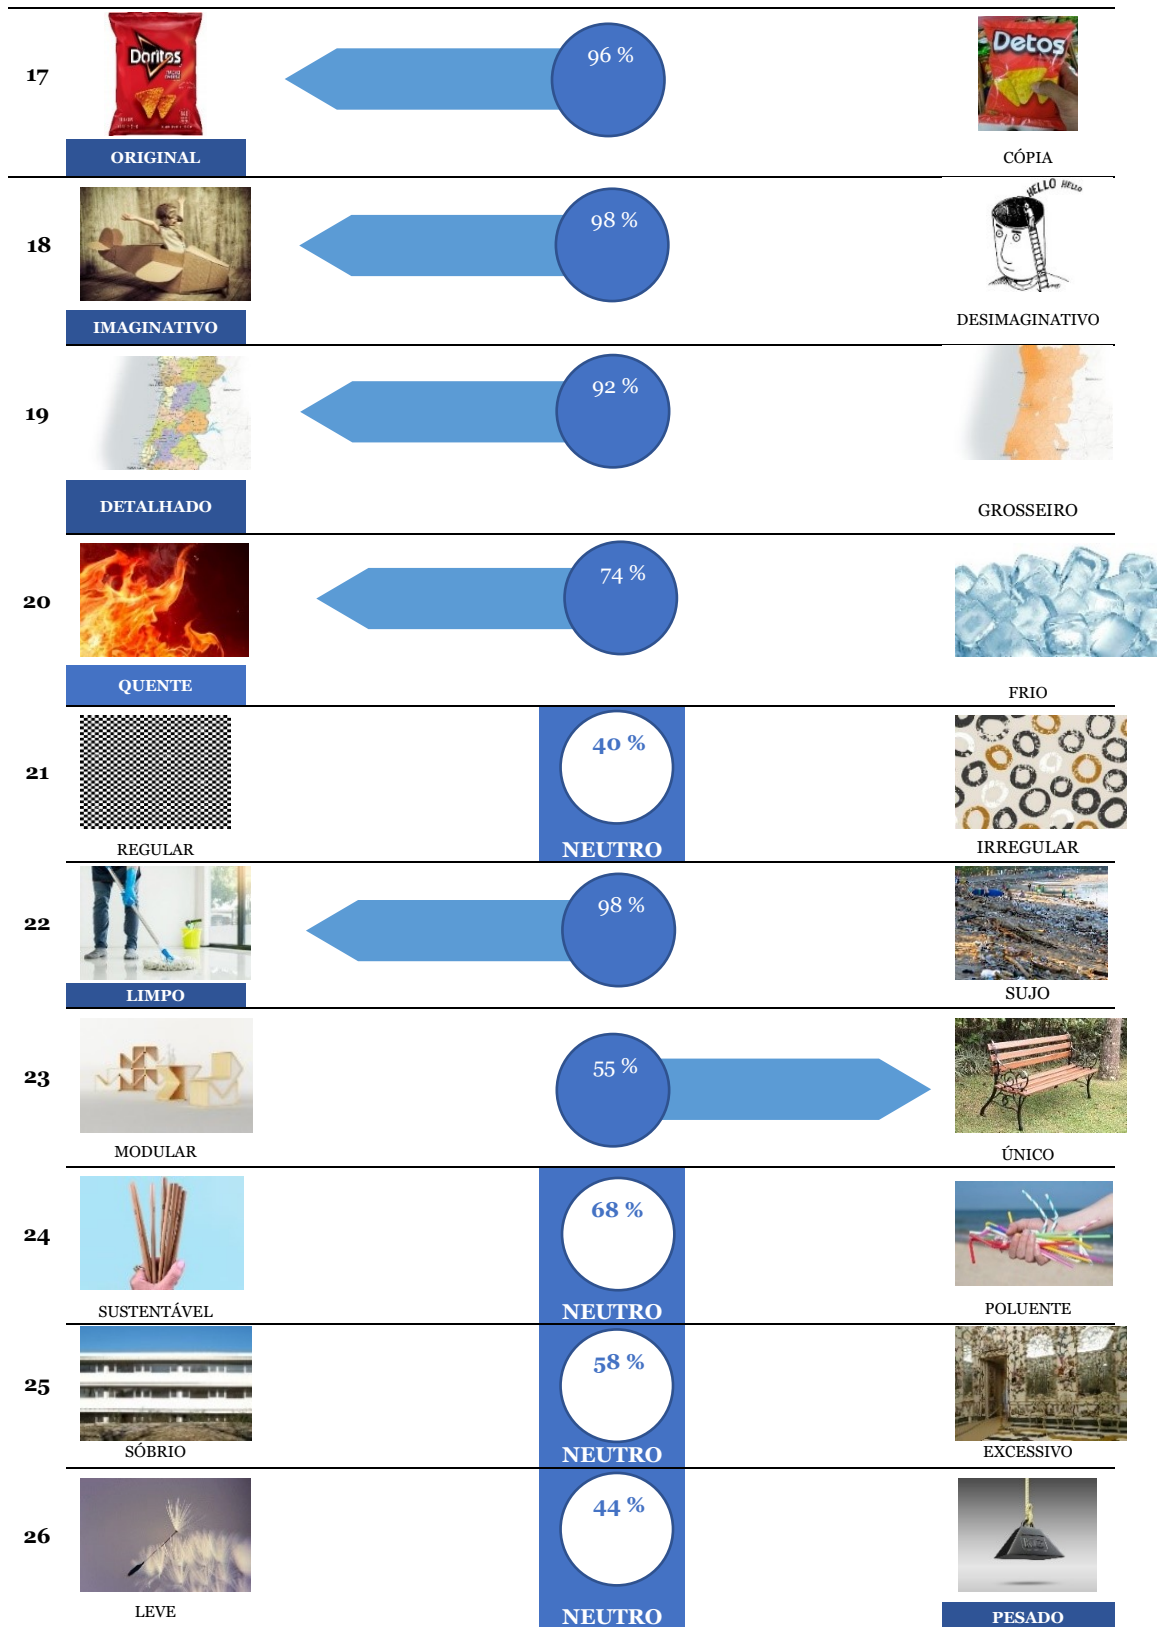 17
Doritos
96 %
Detos
ORIGINAL
CÓPIA
18
98 %
HELLO HELLO
IMAGINATIVO
DESIMAGINATIVO
19
92 %
DETALHADO
GROSSEIRO
20
74 %
QUENTE
FRIO
21
40 %
REGULAR
NEUTRO
IRREGULAR
22
98 %
LIMPO
SUJO
23
55 %
MODULAR
ÚNICO
24
68 %
SUSTENTÁVEL
NEUTRO
POLUENTE
25
58 %
SÓBRIO
NEUTRO
EXCESSIVO
26
44 %
LEVE
NEUTRO
PESADO